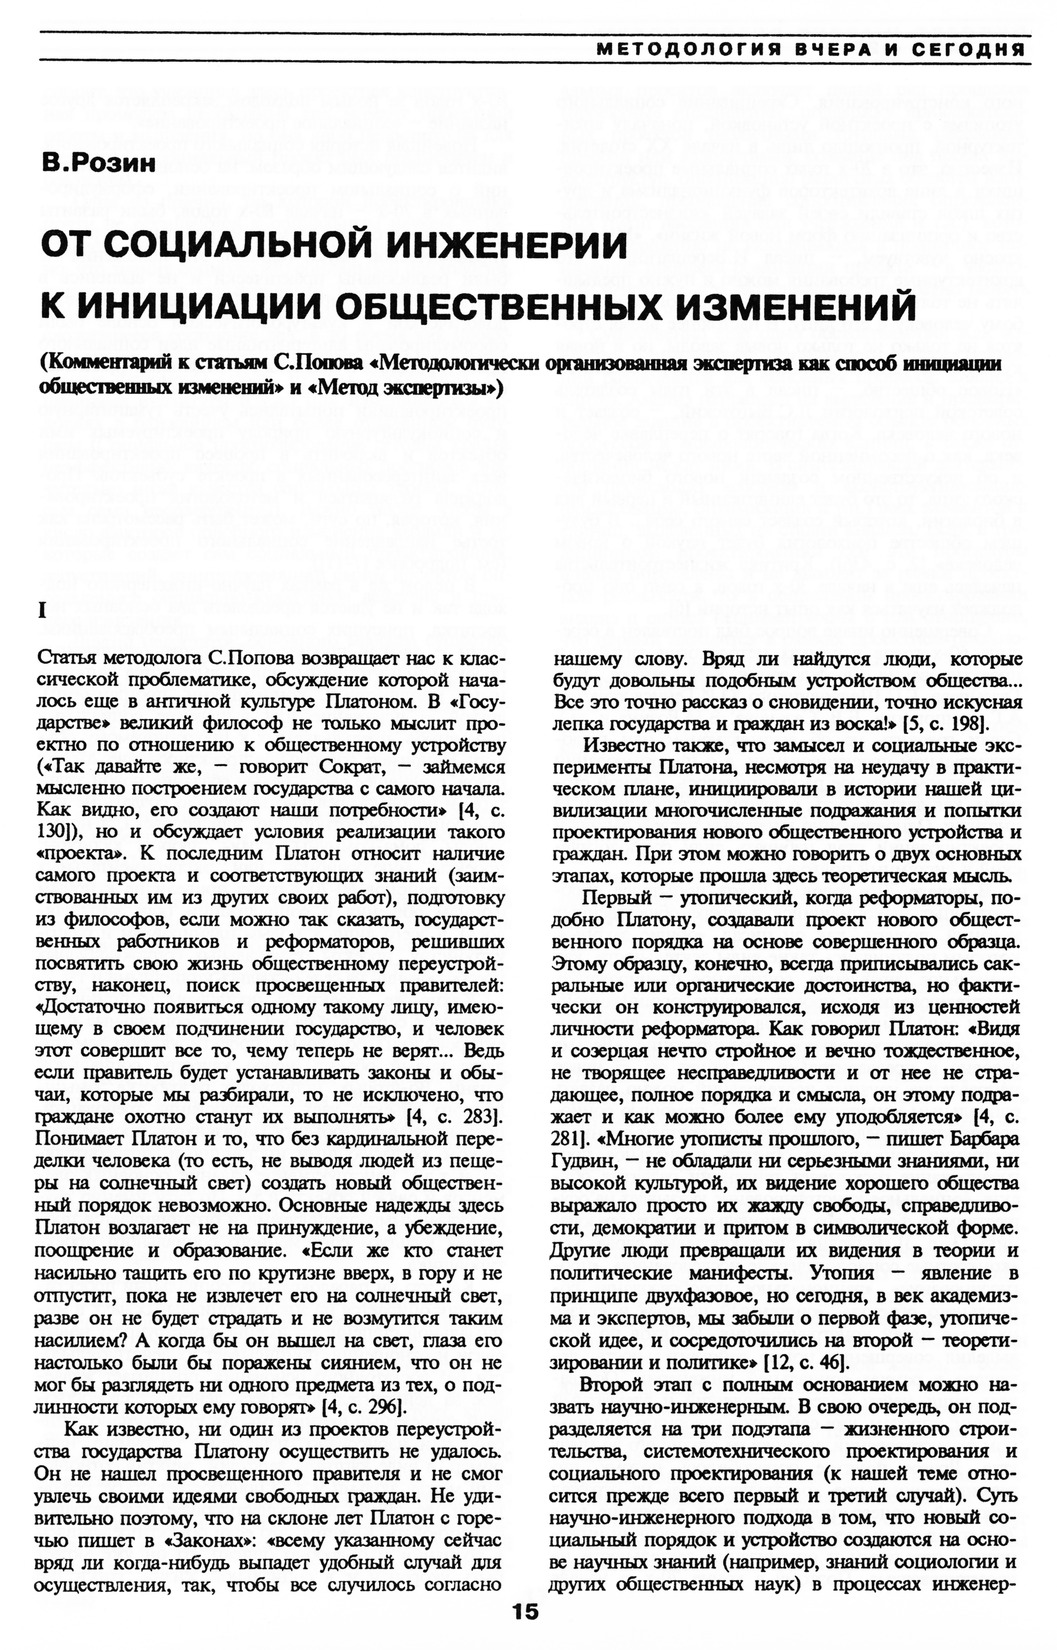 МЕТОДОЛОГИЯ ВЧЕРА И СЕГОДНЯ
В.Розин
ОТ СОЦИАЛЬНОЙ ИНЖЕНЕРИИ
К ИНИЦИАЦИИ ОБЩЕСТВЕННЫХ ИЗМЕНЕНИЙ
(Комментарий к статьям С.Попова «Методологически организованная экспертиза как способ инициации
общественных изменений» и «Метод экспертизы»)
I
Статья методолога С.Попова возвращает нас к клас-
сической проблематике, обсуждение которой нача-
лось еще в античной культуре Платоном. В «Госу-
дарстве» великий философ не только мыслит про-
ектно по отношению к общественному устройству
(«Так давайте же, — говорит Сократ, — займемся
мысленно построением государства с самого начала.
Как видно, его создают наши потребности» [4, с.
130]), но и обсуждает условия реализации такого
«проекта». К последним Платон относит наличие
самого проекта и соответствующих знаний (заим-
ствованных им из других своих работ), подготовку
из философов, если можно так сказать, государст-
венных работников и реформаторов, решивших
посвятить свою жизнь общественному переустрой-
ству, наконец, поиск просвещенных правителей:
«Достаточно появиться одному такому лицу, имею-
щему в своем подчинении государство, и человек
этот совершит все то, чему теперь не верят... Ведь
если правитель будет устанавливать законы и обы-
чаи, которые мы разбирали, то не исключено, что
граждане охотно станут их выполнять» [4, с. 283].
Понимает Платон и то, что без кардинальной пере-
делки человека (то есть, не выводя людей из пеще-
ры на солнечный свет) создать новый обществен-
ный порядок невозможно. Основные надежды здесь
Платон возлагает не на принуждение, а убеждение,
поощрение и образование. «Если же кто станет
насильно тащить его по крутизне вверх, в гору и не
отпустит, пока не извлечет его на солнечный свет,
разве он не будет страдать и не возмутится таким
насилием? А когда бы он вышел на свет, глаза его
настолько были бы поражены сиянием, что он не
мог бы разглядеть ни одного предмета из тех, о под-
линности которых ему говорят» [4, с. 296].
Как известно, ни один из проектов переустрой-
ства государства Платону осуществить не удалось.
Он не нашел просвещенного правителя и не смог
увлечь своими идеями свободных граждан. Не уди-
вительно поэтому, что на склоне лет Платон с горе-
чью пишет в «Законах»: «всему указанному сейчас
вряд ли когда-нибудь выпадет удобный случай для
осуществления, так, чтобы все случилось согласно
нашему слову. Вряд ли найдутся люди, которые
будут довольны подобным устройством общества...
Все это точно рассказ о сновидении, точно искусная
лепка государства и граждан из воска!» [5, с. 198].
Известно также, что замысел и социальные экс-
перименты Платона, несмотря на неудачу в практи-
ческом плане, инициировали в истории нашей ци-
вилизации многочисленные подражания и попытки
проектирования нового общественного устройства и
граждан. При этом можно говорить о двух основных
этапах, которые прошла здесь теоретическая мысль.
Первый — утопический, когда реформаторы, по-
добно Платону, создавали проект нового общест-
венного порядка на основе совершенного образца.
Этому образцу, конечно, всегда приписывались сак-
ральные или органические достоинства, но факти-
чески он конструировался, исходя из ценностей
личности реформатора. Как говорил Платон: «Видя
и созерцая нечто стройное и вечно тождественное,
не творящее несправедливости и от нее не стра-
дающее, полное порядка и смысла, он этому подра-
жает и как можно более ему уподобляется» [4, с.
281]. «Многие утописты прошлого, — пишет Барбара
Гудвин, — не обладали ни серьезными знаниями, ни
высокой культурой, их видение хорошего общества
выражало просто их жажду свободы, справедливо-
сти, демократии и притом в символической форме.
Другие люди превращали их видения в теории и
политические манифесты. Утопия — явление в
принципе двухфазовое, но сегодня, в век академиз-
ма и экспертов, мы забыли о первой фазе, утопиче-
ской идее, и сосредоточились на второй — теорети-
зировании и политике» [12, с. 46].
Второй этап с полным основанием можно на-
звать научно-инженерным. В свою очередь, он под-
разделяется на три подэтапа — жизненного строи-
тельства, системотехнического проектирования и
социального проектирования (к нашей теме отно-
сится прежде всего первый и третий случай). Суть
научно-инженерного подхода в том, что новый со-
циальный порядок и устройство создаются на осно-
ве научных знаний (например, знаний социологии и
других общественных наук) в процессах инженер-
15